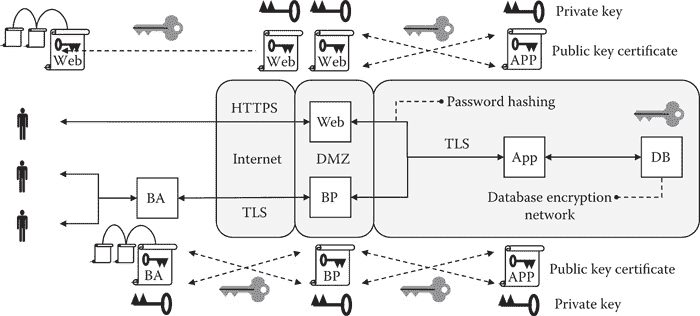 Private key
Web
Web
Web
APP
Public key certificate
HTTPS
Web
Password hashing
Internet
DMZ
TLS
App
DB
BA
BP
TLS
Database encryption
network
BA
BP
APP
Public key certificate
Private key